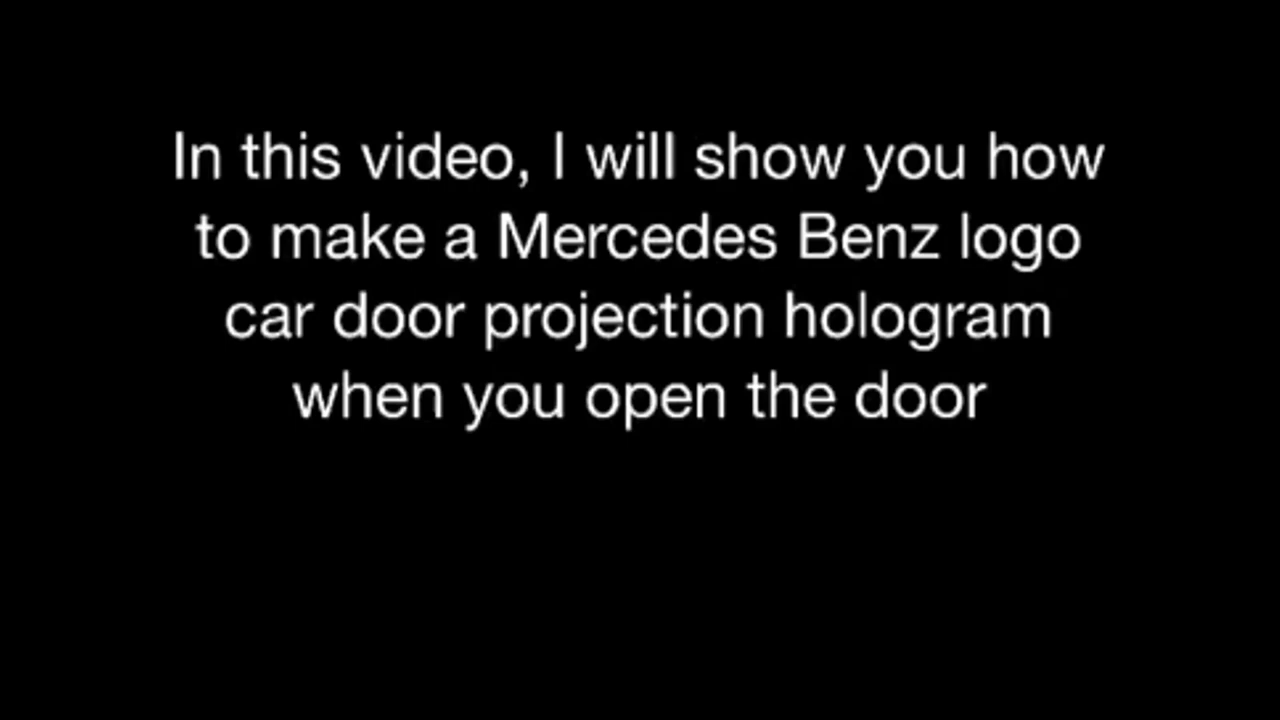 In this video, I will show you how
to make a Mercedes Benz logo
car door projection hologram
when you open the door